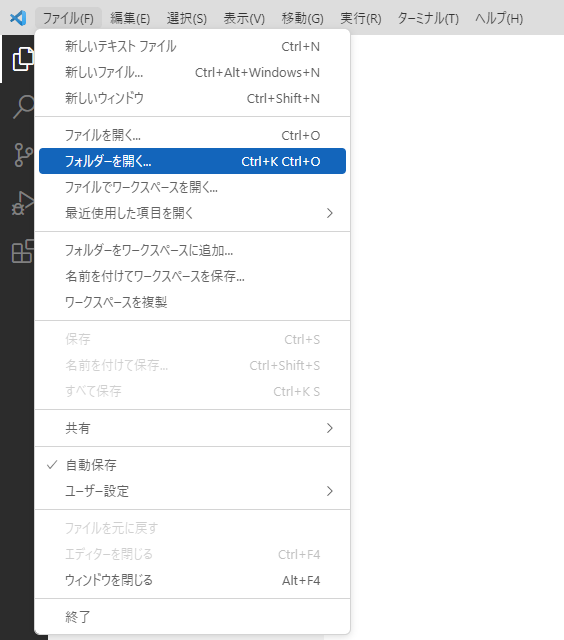 ファイル(F) 編集(E) 選択(S) 表示(V) 移動(G) 実行(R) ターミナル(T) ヘルプ(H)
新しいテキスト ファイル Ctrl+N
新しいファイル... Ctrl+Alt+Windows+N
新しいウィンドウ Ctrl+Shift+N
ファイルを開く... Ctrl+O
フォルダーを開く... Ctrl+K Ctrl+O
ファイルでワークスペースを開く...
最近使用した項目を開く
フォルダーをワークスペースに追加...
名前を付けてワークスペースを保存...
ワークスペースを複製
保存 Ctrl+S
名前を付けて保存... Ctrl+Shift+S
すべて保存 Ctrl+K S
共有
自動保存
ユーザー設定
ファイルを元に戻す
エディターを閉じる Ctrl+F4
ウィンドウを閉じる Alt+F4
終了